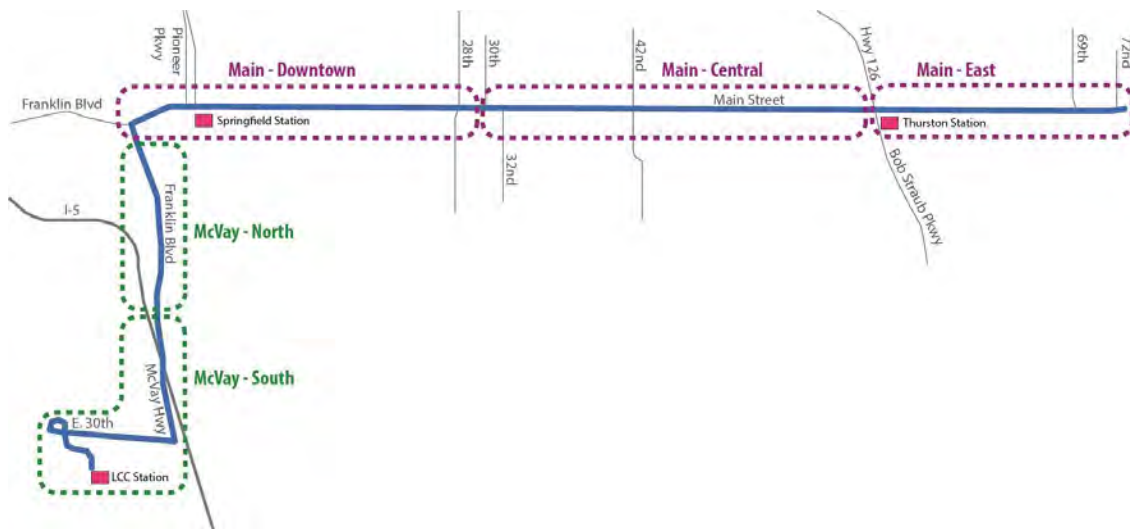 Pioneer
Pkwy
28th
30th
42nd
Hwy 126
69th
72nd
Main - Downtown
Main - Central
Main - East
Franklin Blvd
Main Street
Springfield Station
Thurston Station
32nd
Bob Straub Pkwy
Franklin Blvd
I-5
McVay - North
McVay Hwy
McVay - South
E. 30th
LCC Station